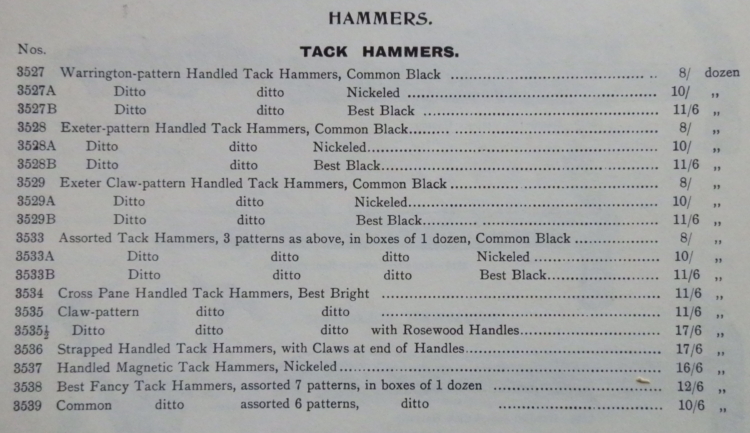 HAMMERS.
Nos. TACK HAMMERS.
3527 Warrington-pattern Handled Tack Hammers, Common Black ........ 8/ dozen
3527A Ditto ditto Nickeled ........ 10/ „
3527B Ditto ditto Best Black ........ 11/6 „
3528 Exeter-pattern Handled Tack Hammers, Common Black ........ 8/ „
3528A Ditto ditto Nickeled ........ 10/ „
3528B Ditto ditto Best Black ........ 11/6 „
3529 Exeter Claw-pattern Handled Tack Hammers, Common Black ........ 8/ „
3529A Ditto ditto Nickeled ........ 10/ „
3529B Ditto ditto Best Black ........ 11/6 „
3533 Assorted Tack Hammers, 3 patterns as above, in boxes of 1 dozen, Common Black ........ 8/ „
3533A Ditto ditto ditto Nickeled ........ 10/ „
3533B Ditto ditto ditto Best Black ........ 11/6 „
3534 Cross Pane Handled Tack Hammers, Best Bright ........ 11/6 „
3535 Claw-pattern ditto ditto ........ 11/6 „
3535½ Ditto ditto ditto with Rosewood Handles ........ 17/6 „
3536 Strapped Handled Tack Hammers, with Claws at end of Handles ........ 17/6 „
3537 Handled Magnetic Tack Hammers, Nickeled ........ 16/6 „
3538 Best Fancy Tack Hammers, assorted 7 patterns, in boxes of 1 dozen ........ 12/6 „
3539 Common ditto assorted 6 patterns, ditto ........ 10/6 „